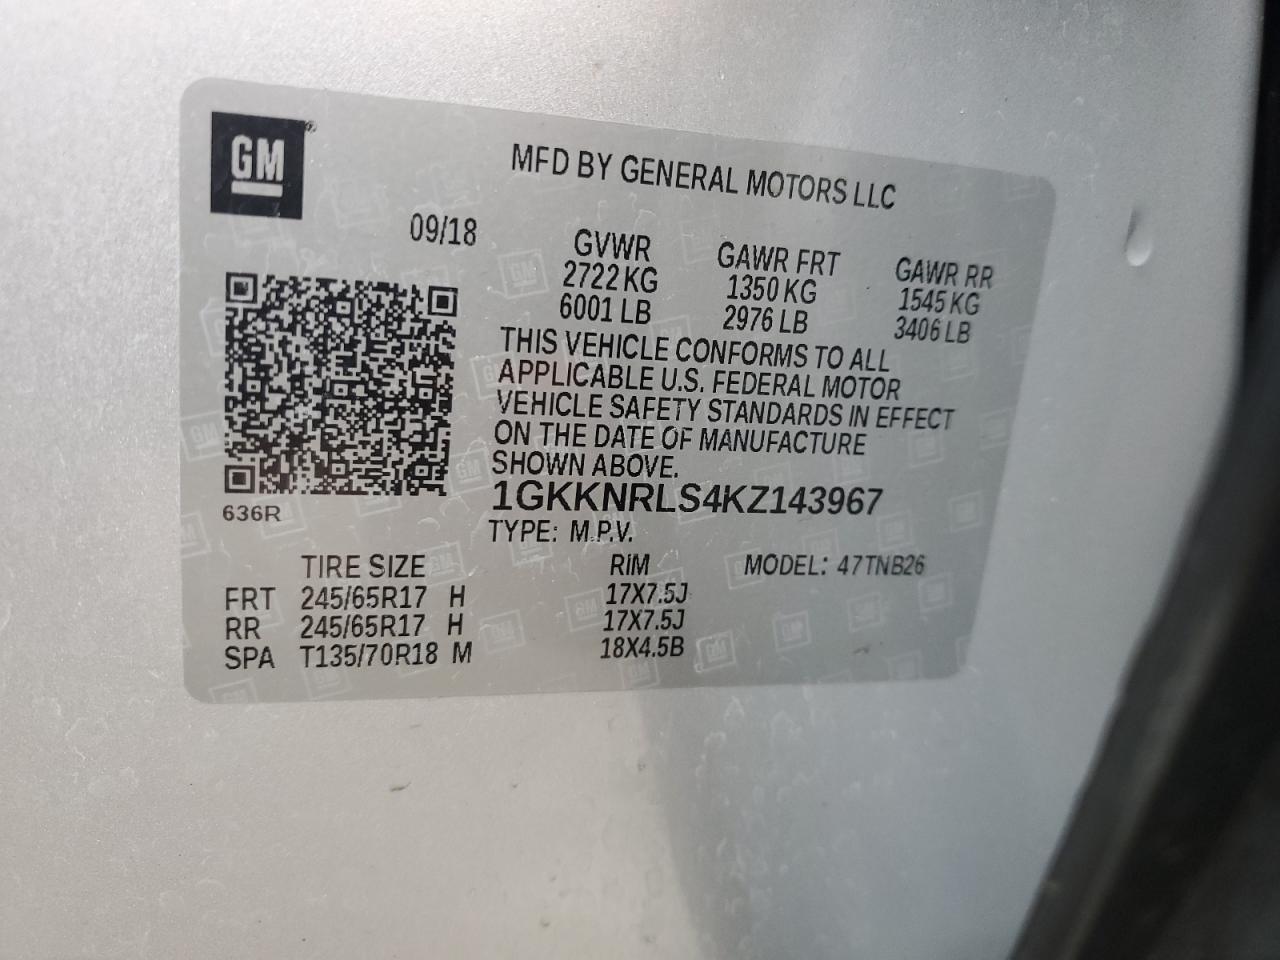 GM®
MFD BY GENERAL MOTORS LLC
09/18
GVWR GAWR FRT GAWR RR
2722 KG 1350 KG 1545 KG
6001 LB 2976 LB 3406 LB
THIS VEHICLE CONFORMS TO ALL
APPLICABLE U.S. FEDERAL MOTOR
VEHICLE SAFETY STANDARDS IN EFFECT
ON THE DATE OF MANUFACTURE
SHOWN ABOVE.
1GKKNRLS4KZ143967
636R
TYPE: M.P.V.
TIRE SIZE RIM MODEL: 47TNB26
FRT 245/65R17 H 17X7.5J
RR 245/65R17 H 17X7.5J
SPA T135/70R18 M 18X4.5B